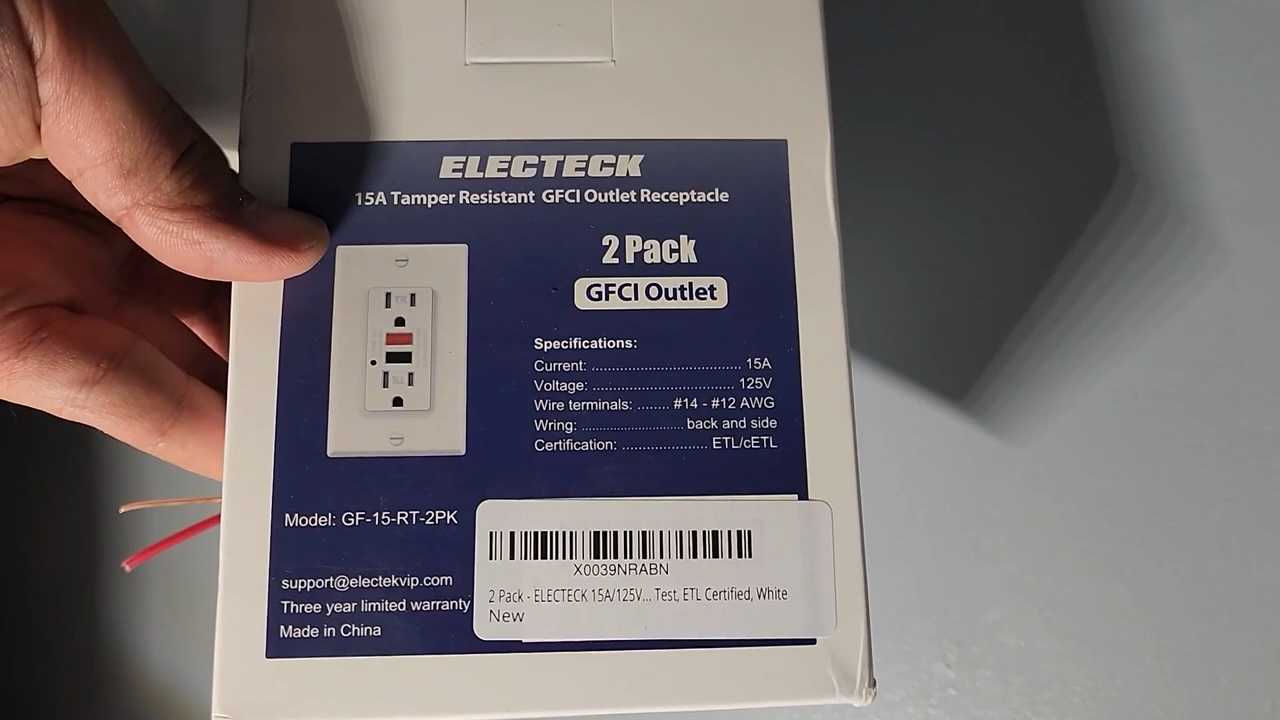 ELECTECK
15A Tamper Resistant GFCI Outlet Receptacle
2 Pack
GFCI Outlet
TR
Specifications:
Current: ........................................ 15A
Voltage: ..................................... 125V
Wire terminals: ........ #14 - #12 AWG
Wring: ............................. back and side
Certification: ...................... ETL/cETL
Model: GF-15-RT-2PK
X0039NRABN
2 Pack - ELECTECK 15A/125V... Test, ETL Certified, White
New
support@electekvip.com
Three year limited warranty
Made in China